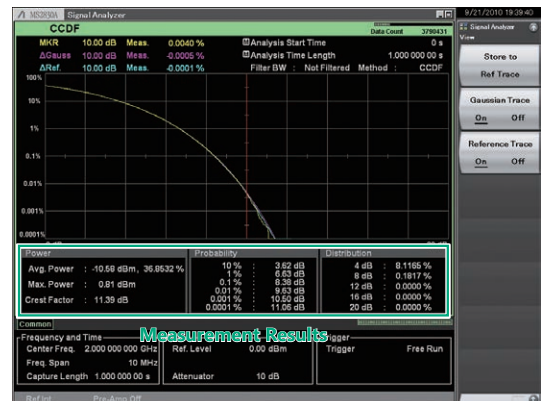 MS2830A Signal Analyzer
9/21/2010 19:39:40
CCDF
Data Count 3790431
MKR 10.00 dB Meas. 0.0040 %
Analysis Start Time 0 s
ΔGauss 10.00 dB Meas. -0.0005 %
Analysis Time Length 1.000 000 00 s
ΔRef. 10.00 dB Meas. -0.0001 %
Filter BW : Not Filtered Method : CCDF
100%
10%
1%
0.1%
0.01%
0.001%
0.0001%
Power
Avg. Power : -10.58 dBm, 36.8532 %
Max. Power : 0.81 dBm
Crest Factor : 11.39 dB
Probability
10 % : 3.62 dB
1 % : 6.63 dB
0.1 % : 8.38 dB
0.01 % : 9.63 dB
0.001 % : 10.50 dB
0.0001 % : 11.06 dB
Distribution
4 dB : 8.1165 %
8 dB : 0.1817 %
12 dB : 0.0000 %
16 dB : 0.0000 %
20 dB : 0.0000 %
Measurement Results
Common
Frequency and Time
Center Freq. 2.000 000 000 GHz
Freq. Span 10 MHz
Capture Length 1.000 000 00 s
Ref. Level 0.00 dBm
Attenuator 10 dB
Trigger
Trigger Free Run
Ref.Int Pre-Amp Off
Signal Analyzer
View
Store to
Ref Trace
Gaussian Trace
On Off
Reference Trace
On Off